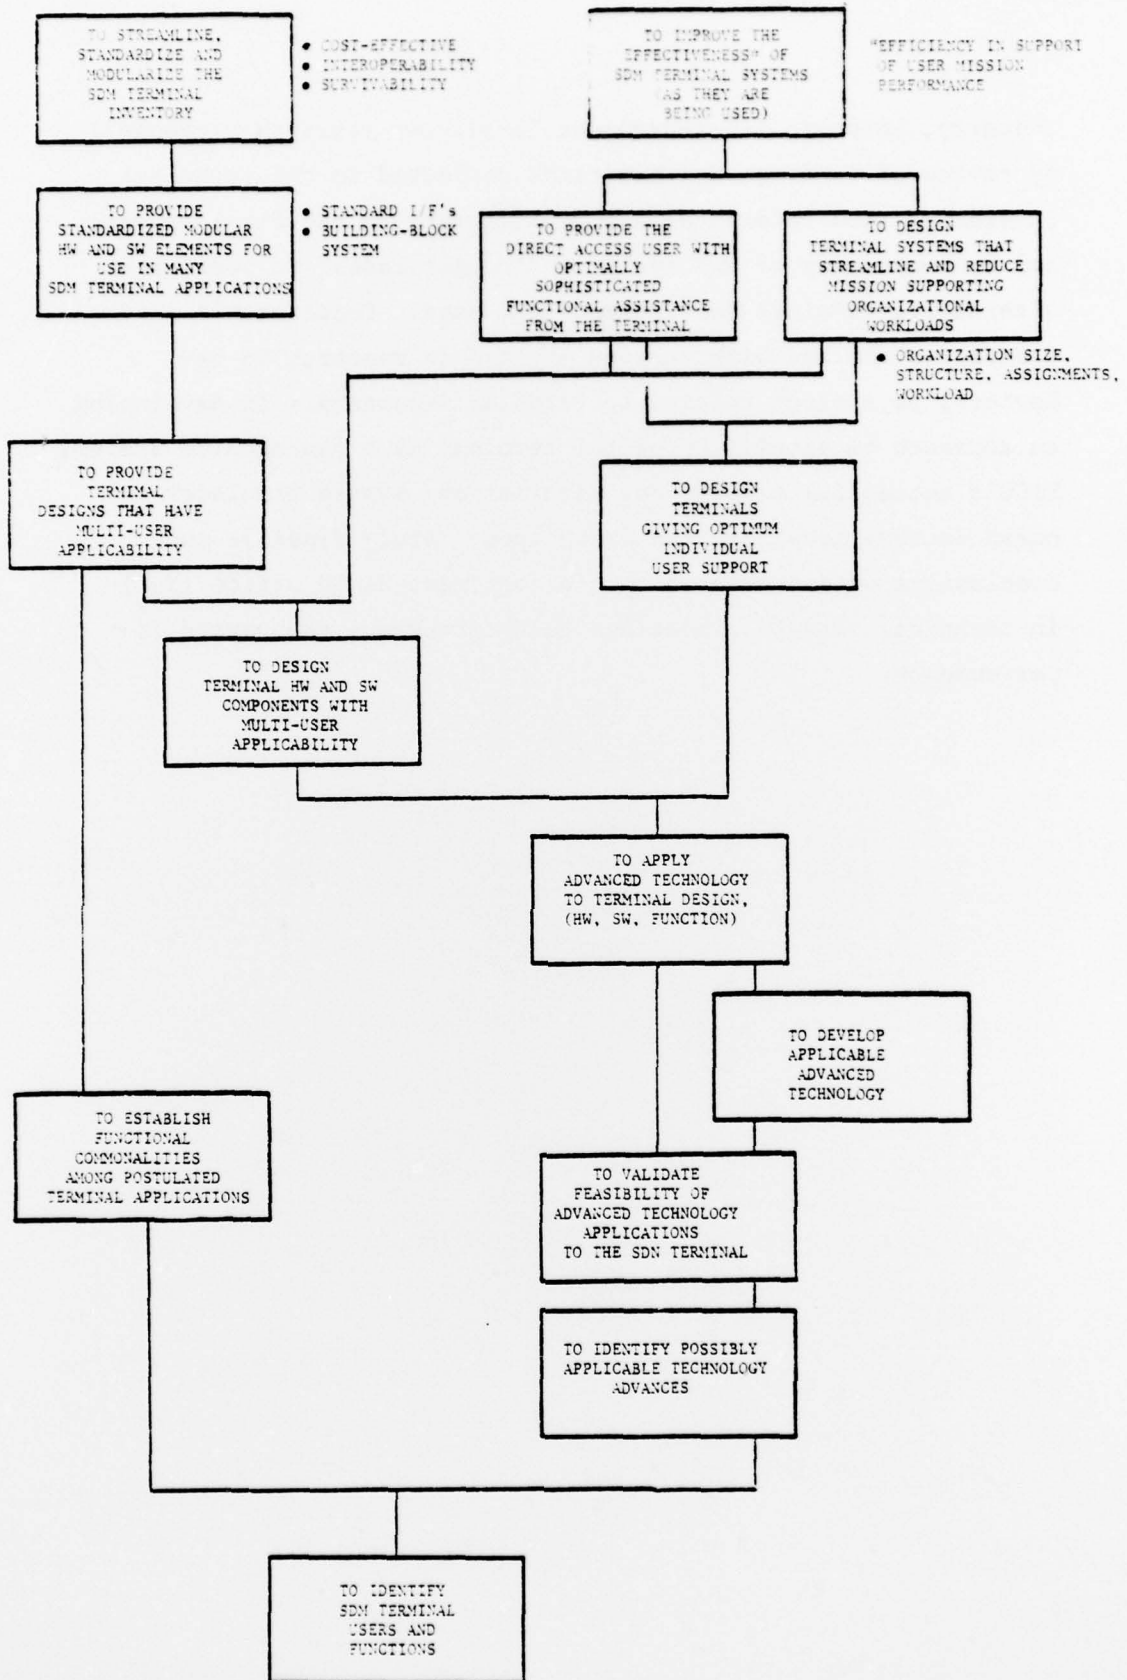 TO STREAMLINE,
STANDARDIZE AND
MODULARIZE THE
SDM TERMINAL
INVENTORY
• COST-EFFECTIVE
• INTEROPERABILITY
• SURVIVABILITY
TO IMPROVE THE
EFFECTIVENESS* OF
SDM TERMINAL SYSTEMS
(AS THEY ARE
BEING USED)
*EFFICIENCY IN SUPPORT
OF USER MISSION
PERFORMANCE
TO PROVIDE
STANDARDIZED MODULAR
HW AND SW ELEMENTS FOR
USE IN MANY
SDM TERMINAL APPLICATIONS
• STANDARD I/F's
• BUILDING-BLOCK
SYSTEM
TO PROVIDE THE
DIRECT ACCESS USER WITH
OPTIMALLY
SOPHISTICATED
FUNCTIONAL ASSISTANCE
FROM THE TERMINAL
TO DESIGN
TERMINAL SYSTEMS THAT
STREAMLINE AND REDUCE
MISSION SUPPORTING
ORGANIZATIONAL
WORKLOADS
• ORGANIZATION SIZE,
STRUCTURE, ASSIGNMENTS,
WORKLOAD
TO PROVIDE
TERMINAL
DESIGNS THAT HAVE
MULTI-USER
APPLICABILITY
TO DESIGN
TERMINALS
GIVING OPTIMUM
INDIVIDUAL
USER SUPPORT
TO DESIGN
TERMINAL HW AND SW
COMPONENTS WITH
MULTI-USER
APPLICABILITY
TO APPLY
ADVANCED TECHNOLOGY
TO TERMINAL DESIGN,
(HW, SW, FUNCTION)
TO DEVELOP
APPLICABLE
ADVANCED
TECHNOLOGY
TO ESTABLISH
FUNCTIONAL
COMMONALITIES
AMONG POSTULATED
TERMINAL APPLICATIONS
TO VALIDATE
FEASIBILITY OF
ADVANCED TECHNOLOGY
APPLICATIONS
TO THE SDN TERMINAL
TO IDENTIFY POSSIBLY
APPLICABLE TECHNOLOGY
ADVANCES
TO IDENTIFY
SDM TERMINAL
USERS AND
FUNCTIONS